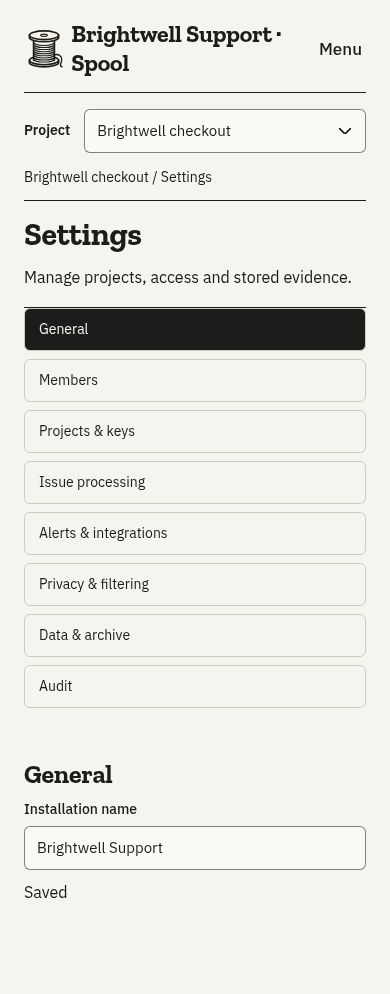 Brightwell Support ·
Spool
Menu
Project
Brightwell checkout
Brightwell checkout / Settings
Settings
Manage projects, access and stored evidence.
General
Members
Projects & keys
Issue processing
Alerts & integrations
Privacy & filtering
Data & archive
Audit
General
Installation name
Brightwell Support
Saved